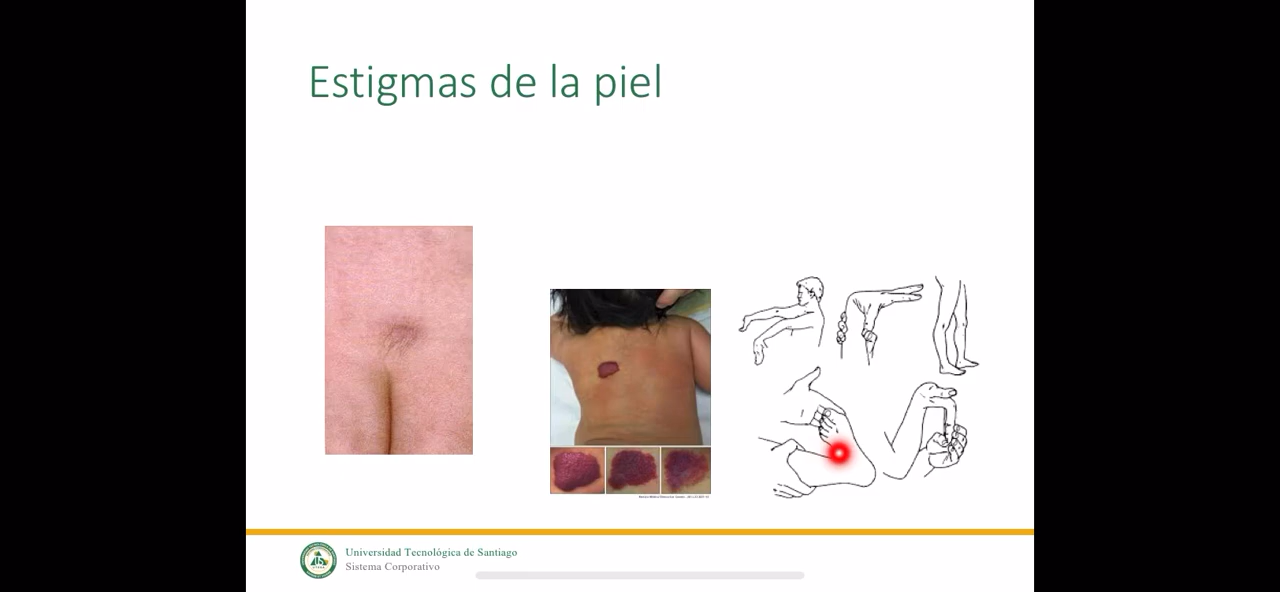 Estigmas de la piel
Universidad Tecnológica de Santiago
Sistema Corporativo